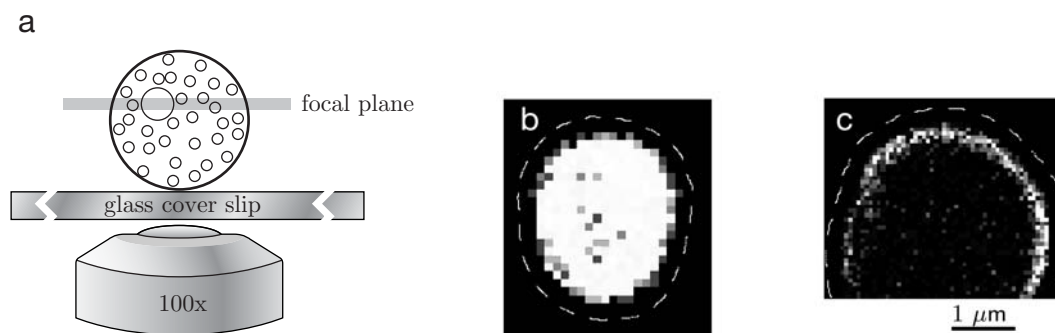 a
focal plane
glass cover slip
100x
b
c
1 μm